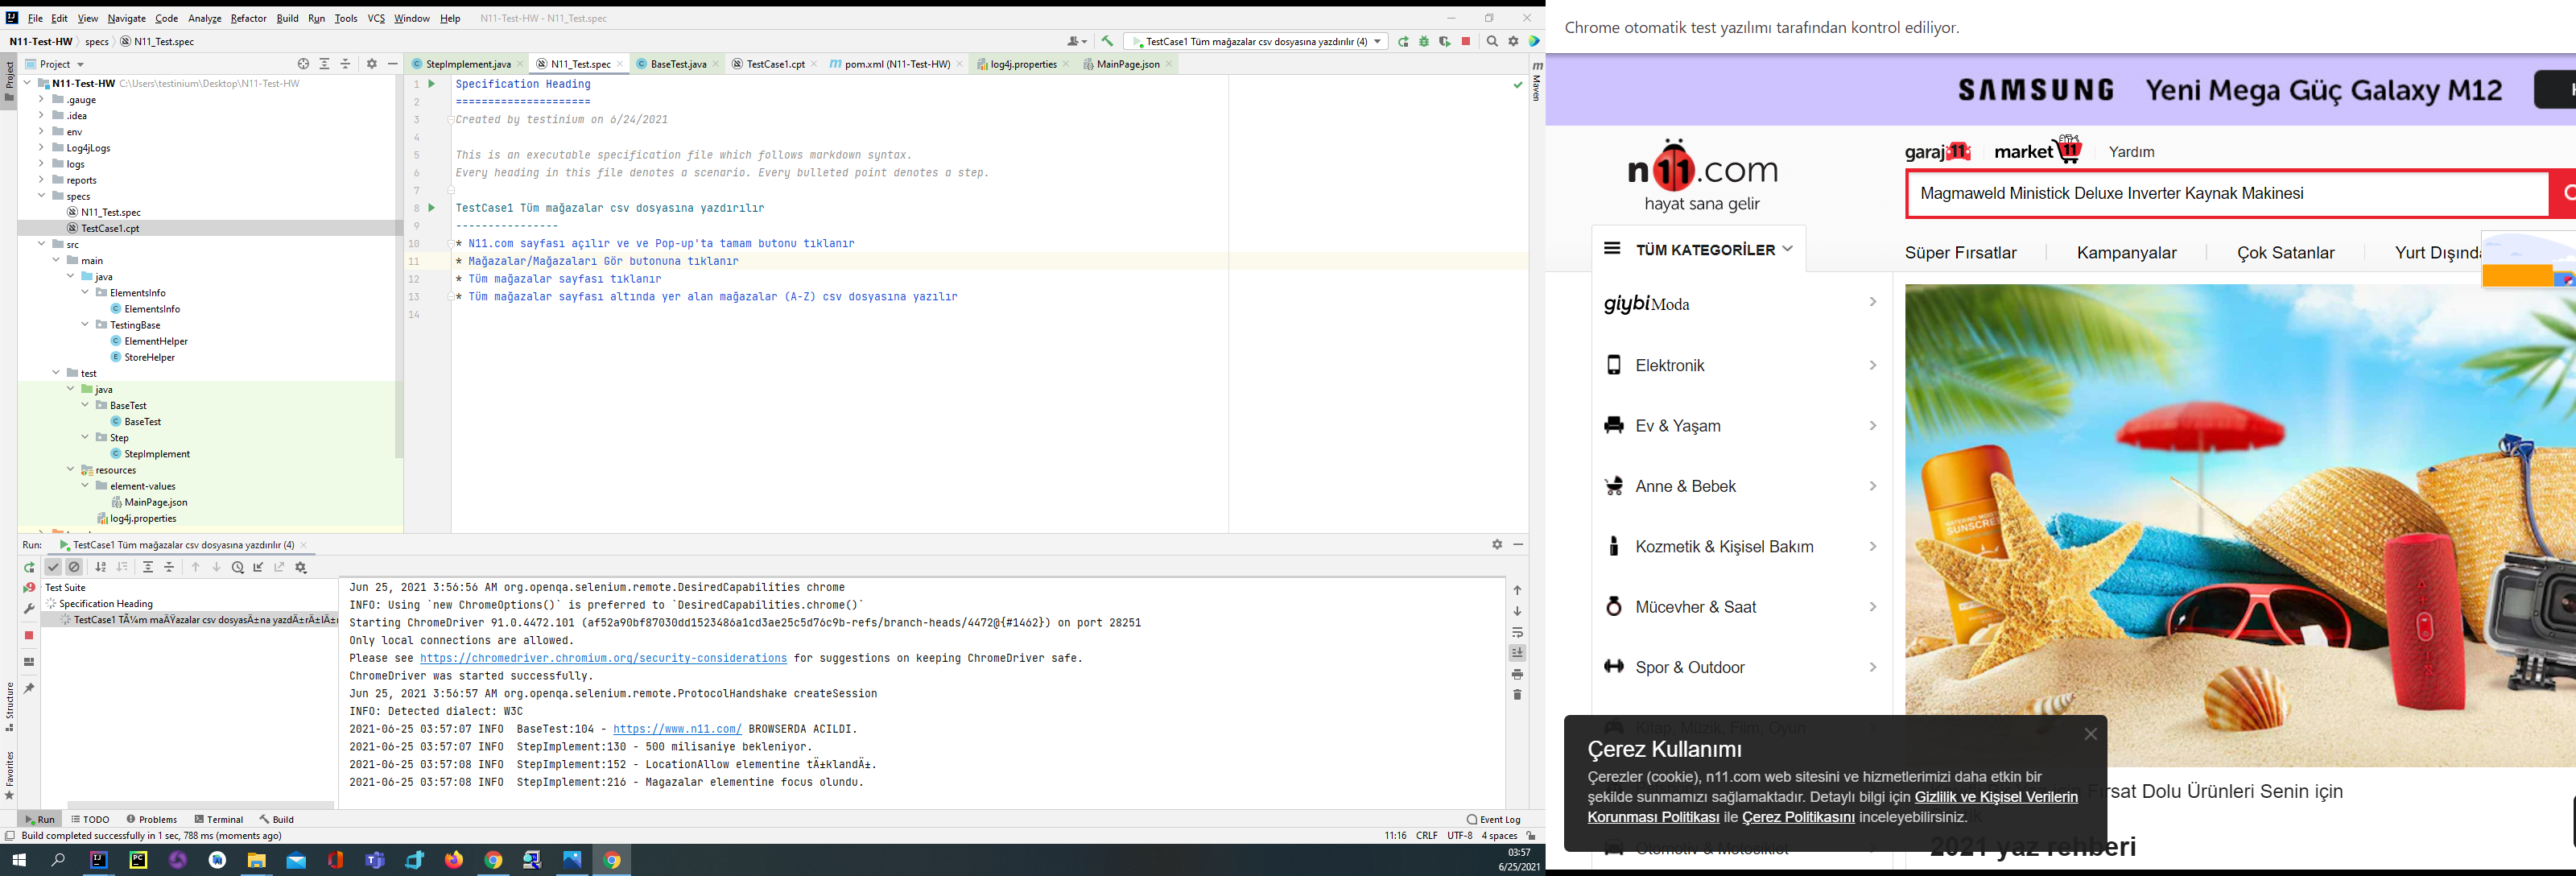 File Edit View Navigate Code Analyze Refactor Build Run Tools VCS Window Help N11-Test-HW - N11_Test.spec
N11-Test-HW specs N11_Test.spec
TestCase1 Tüm mağazalar csv dosyasına yazdırılır (4)
Project
StepImplement.java N11_Test.spec BaseTest.java TestCase1.cpt pom.xml (N11-Test-HW) log4j.properties MainPage.json
Project
Maven
N11-Test-HW C:\Users\testinium\Desktop\N11-Test-HW
.gauge
.idea
env
Log4jLogs
logs
reports
specs
N11_Test.spec
TestCase1.cpt
src
main
java
ElementsInfo
ElementsInfo
TestingBase
ElementHelper
StoreHelper
test
java
BaseTest
BaseTest
Step
StepImplement
resources
element-values
MainPage.json
log4j.properties
1 Specification Heading
2 =====================
3 Created by testinium on 6/24/2021
4
5 This is an executable specification file which follows markdown syntax.
6 Every heading in this file denotes a scenario. Every bulleted point denotes a step.
7
8 TestCase1 Tüm mağazalar csv dosyasına yazdırılır
9 ----------------
10 * N11.com sayfası açılır ve ve Pop-up'ta tamam butonu tıklanır
11 * Mağazalar/Mağazaları Gör butonuna tıklanır
12 * Tüm mağazalar sayfası tıklanır
13 * Tüm mağazalar sayfası altında yer alan mağazalar (A-Z) csv dosyasına yazılır
14
Run: TestCase1 Tüm mağazalar csv dosyasına yazdırılır (4)
Test Suite
Specification Heading
TestCase1 TÃ¼m maÄŸazalar csv dosyasÄ±na yazdÄ±rÄ±lÄ±r
Structure
Favorites
Jun 25, 2021 3:56:56 AM org.openqa.selenium.remote.DesiredCapabilities chrome
INFO: Using `new ChromeOptions()` is preferred to `DesiredCapabilities.chrome()`
Starting ChromeDriver 91.0.4472.101 (af52a90bf87030dd1523486a1cd3ae25c5d76c9b-refs/branch-heads/4472@{#1462}) on port 28251
Only local connections are allowed.
Please see https://chromedriver.chromium.org/security-considerations for suggestions on keeping ChromeDriver safe.
ChromeDriver was started successfully.
Jun 25, 2021 3:56:57 AM org.openqa.selenium.remote.ProtocolHandshake createSession
INFO: Detected dialect: W3C
2021-06-25 03:57:07 INFO BaseTest:104 - https://www.n11.com/ BROWSERDA ACILDI.
2021-06-25 03:57:07 INFO StepImplement:130 - 500 milisaniye bekleniyor.
2021-06-25 03:57:08 INFO StepImplement:152 - LocationAllow elementine tÄ±klandÄ±.
2021-06-25 03:57:08 INFO StepImplement:216 - Magazalar elementine focus olundu.
Run TODO Problems Terminal Build Event Log
Build completed successfully in 1 sec, 788 ms (moments ago) 11:16 CRLF UTF-8 4 spaces
03:57
6/25/2021
Chrome otomatik test yazılımı tarafından kontrol ediliyor.
SAMSUNG Yeni Mega Güç Galaxy M12
n11.com
hayat sana gelir
garaj11 market11 Yardım
Magmaweld Ministick Deluxe Inverter Kaynak Makinesi
TÜM KATEGORİLER Süper Fırsatlar Kampanyalar Çok Satanlar Yurt Dışında
giybiModa
Elektronik
Ev & Yaşam
Anne & Bebek
Kozmetik & Kişisel Bakım
Mücevher & Saat
Spor & Outdoor
Kitap, Müzik, Film, Oyun
Otomotiv & Motosiklet
SUNSCREEN
Çerez Kullanımı
Çerezler (cookie), n11.com web sitesini ve hizmetlerimizi daha etkin bir
şekilde sunmamızı sağlamaktadır. Detaylı bilgi için Gizlilik ve Kişisel Verilerin
Korunması Politikası ile Çerez Politikasını inceleyebilirsiniz.
Fırsat Dolu Ürünleri Senin için
2021 yaz rehberi